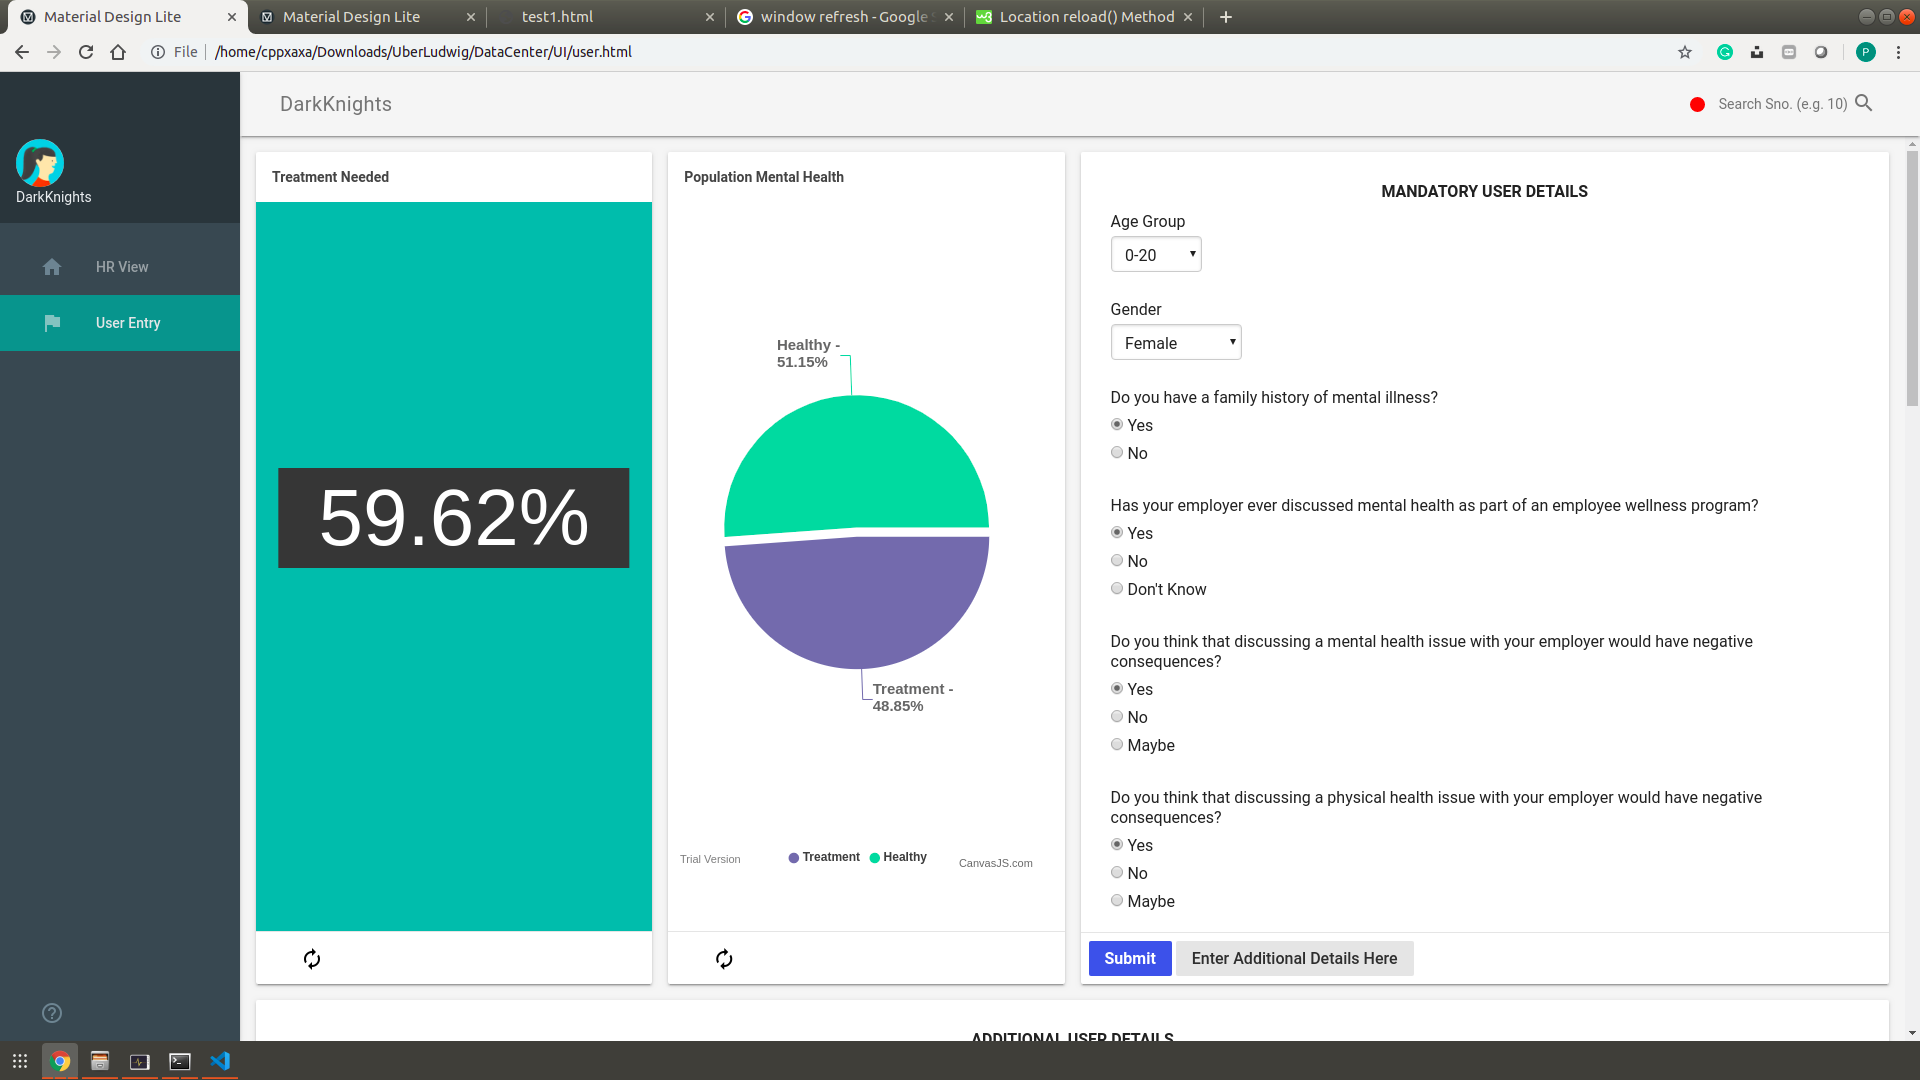 Material Design Lite
Material Design Lite
test1.html
window refresh - Google
Location reload() Method
File
/home/cppxaxa/Downloads/UberLudwig/DataCenter/UI/user.html
P
DarkKnights
HR View
User Entry
DarkKnights
Search Sno. (e.g. 10)
Treatment Needed
59.62%
Population Mental Health
Healthy -
51.15%
Treatment -
48.85%
Trial Version
Treatment
Healthy
CanvasJS.com
MANDATORY USER DETAILS
Age Group
0-20
Gender
Female
Do you have a family history of mental illness?
Yes
No
Has your employer ever discussed mental health as part of an employee wellness program?
Yes
No
Don't Know
Do you think that discussing a mental health issue with your employer would have negative
consequences?
Yes
No
Maybe
Do you think that discussing a physical health issue with your employer would have negative
consequences?
Yes
No
Maybe
Submit
Enter Additional Details Here
ADDITIONAL USER DETAILS